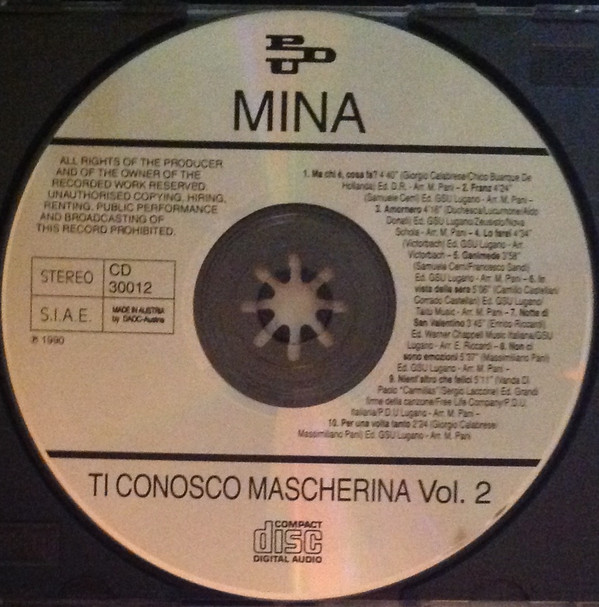 PDU
MINA
ALL RIGHTS OF THE PRODUCER
AND OF THE OWNER OF THE
RECORDED WORK RESERVED.
UNAUTHORISED COPYING, HIRING,
RENTING, PUBLIC PERFORMANCE
AND BROADCASTING OF
THIS RECORD PROHIBITED.
STEREO
CD
30012
S.I.A.E.
MADE IN AUSTRIA
by DADC-Austria
℗ 1990
1. Ma chi è, cosa fa? 4'40" (Giorgio Calabrese/Chico Buarque De
Hollanda) Ed. D.R. - Arr. M. Pani – 2. Franz 4'24"
(Samuele Cerri) Ed. GSU Lugano - Arr. M. Pani –
3. Amornero 4'16" (Duchesca/Lucumone/Aldo
Donati) Ed. GSU Lugano/Zeusisto/Nova
Schola - Arr. M. Pani – 4. Lo farei 4'34"
(Victorbach) Ed. GSU Lugano - Arr.
Victorbach – 5. Ganimede 3'58"
(Samuele Cerri/Francesco Sandi)
Ed. GSU Lugano - Arr. M. Pani – 6. In
vista della sera 5'06" (Camillo Castellari/
Corrado Castellari) Ed. GSU Lugano/
Taitu Music - Arr. M. Pani – 7. Notte di
San Valentino 3'45" (Enrico Riccardi)
Ed. Warner Chappell Music Italiana/GSU
Lugano - Arr. E. Riccardi – 8. Non ci
sono emozioni 5'37" (Massimiliano Pani)
Ed. GSU Lugano - Arr. M. Pani –
9. Nient'altro che felici 5'11" (Vanda Di
Paolo "Carmillas"/Sergio Laccone) Ed. Grandi
firme della canzone/Free Life Company/P.D.U.
Italiana/P.D.U Lugano - Arr. M. Pani –
10. Per una volta tanto 2'24 (Giorgio Calabrese/
Massimiliano Pani) Ed. GSU Lugano - Arr. M. Pani
TI CONOSCO MASCHERINA Vol. 2
COMPACT
disc
DIGITAL AUDIO